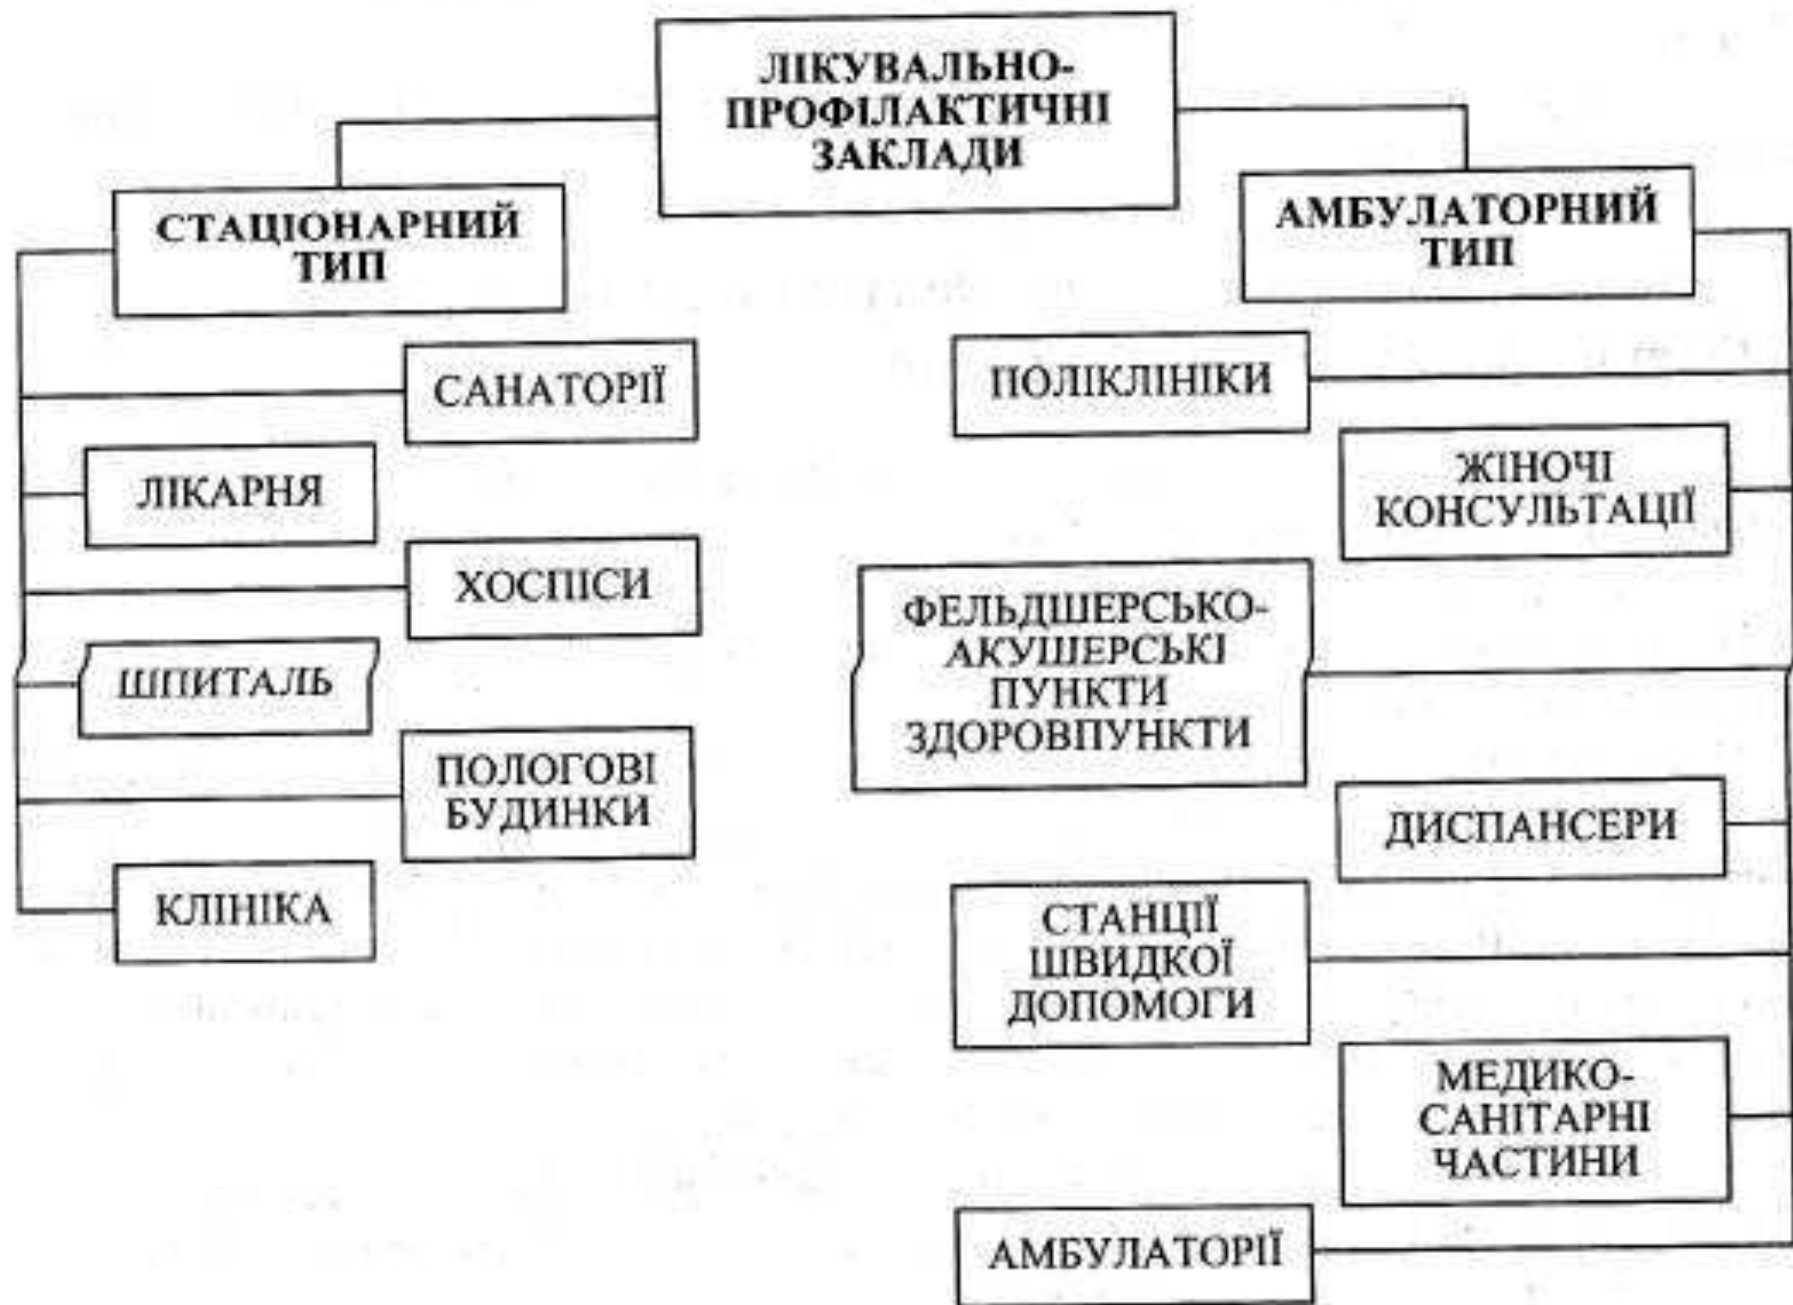 ЛІКУВАЛЬНО-
ПРОФІЛАКТИЧНІ
ЗАКЛАДИ
СТАЦІОНАРНИЙ
ТИП
САНАТОРІЇ
ЛІКАРНЯ
ХОСПІСИ
ШПИТАЛЬ
ПОЛОГОВІ
БУДИНКИ
КЛІНІКА
АМБУЛАТОРНИЙ
ТИП
ПОЛІКЛІНІКИ
ЖІНОЧІ
КОНСУЛЬТАЦІЇ
ФЕЛЬДШЕРСЬКО-
АКУШЕРСЬКІ
ПУНКТИ
ЗДОРОВПУНКТИ
ДИСПАНСЕРИ
СТАНЦІЇ
ШВИДКОЇ
ДОПОМОГИ
МЕДИКО-
САНІТАРНІ
ЧАСТИНИ
АМБУЛАТОРІЇ